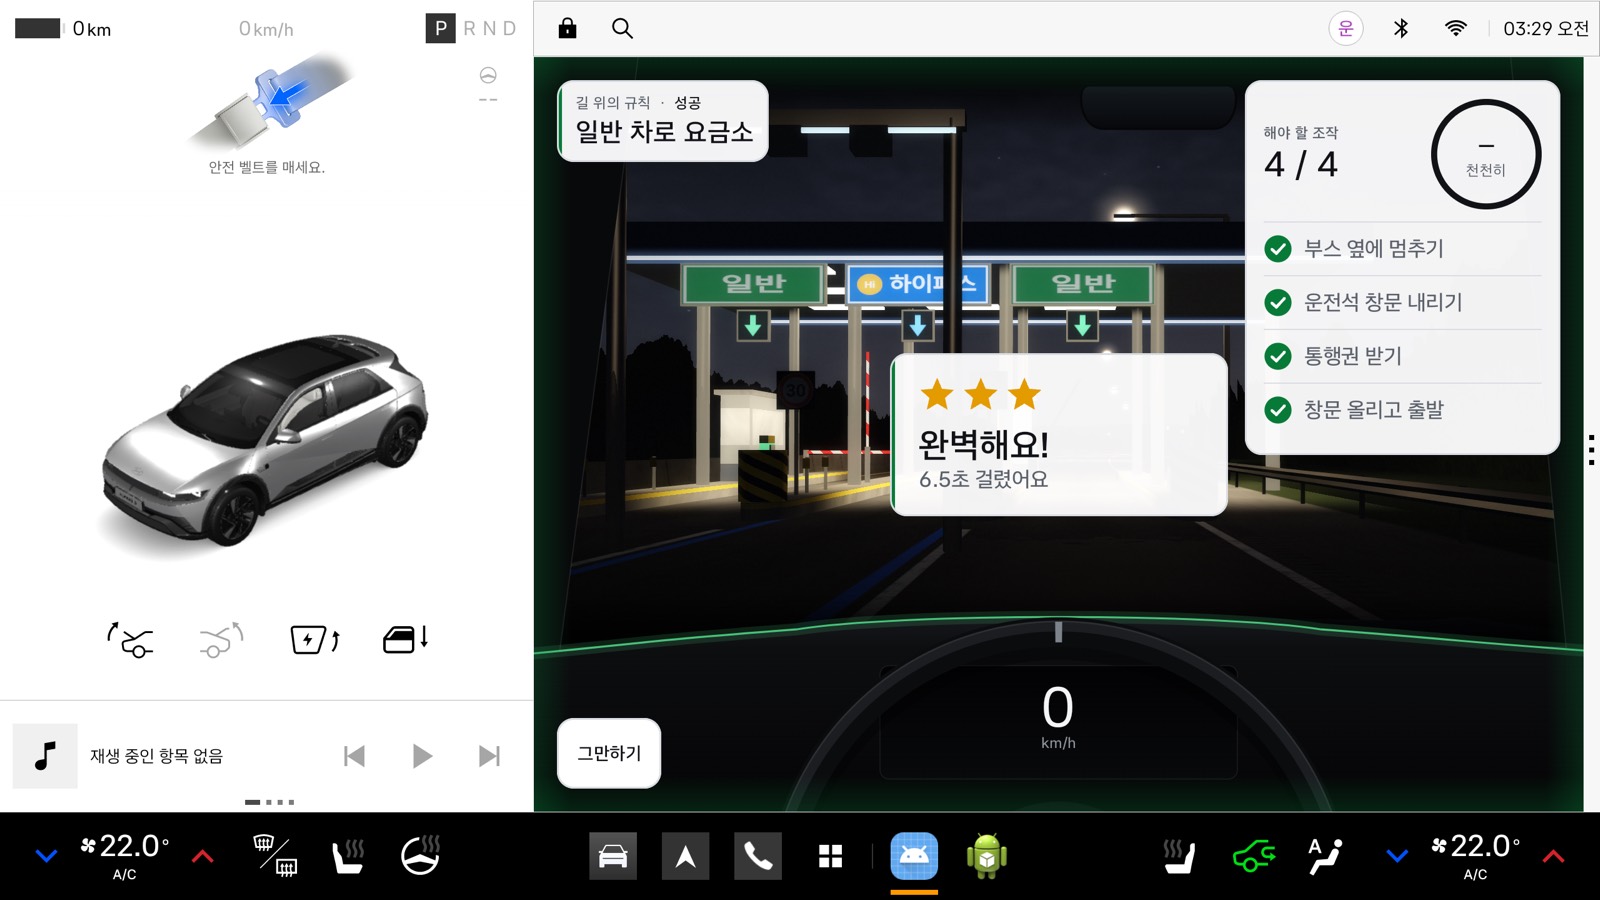 0km
0km/h
P R N D
--
안전 벨트를 매세요.
재생 중인 항목 없음
운
03:29 오전
길 위의 규칙 · 성공
일반 차로 요금소
해야 할 조작
4 / 4
–
천천히
부스 옆에 멈추기
운전석 창문 내리기
통행권 받기
창문 올리고 출발
일반
Hi 하이패스
일반
30
완벽해요!
6.5초 걸렸어요
0
km/h
그만하기
22.0°
A/C
A
22.0°
A/C